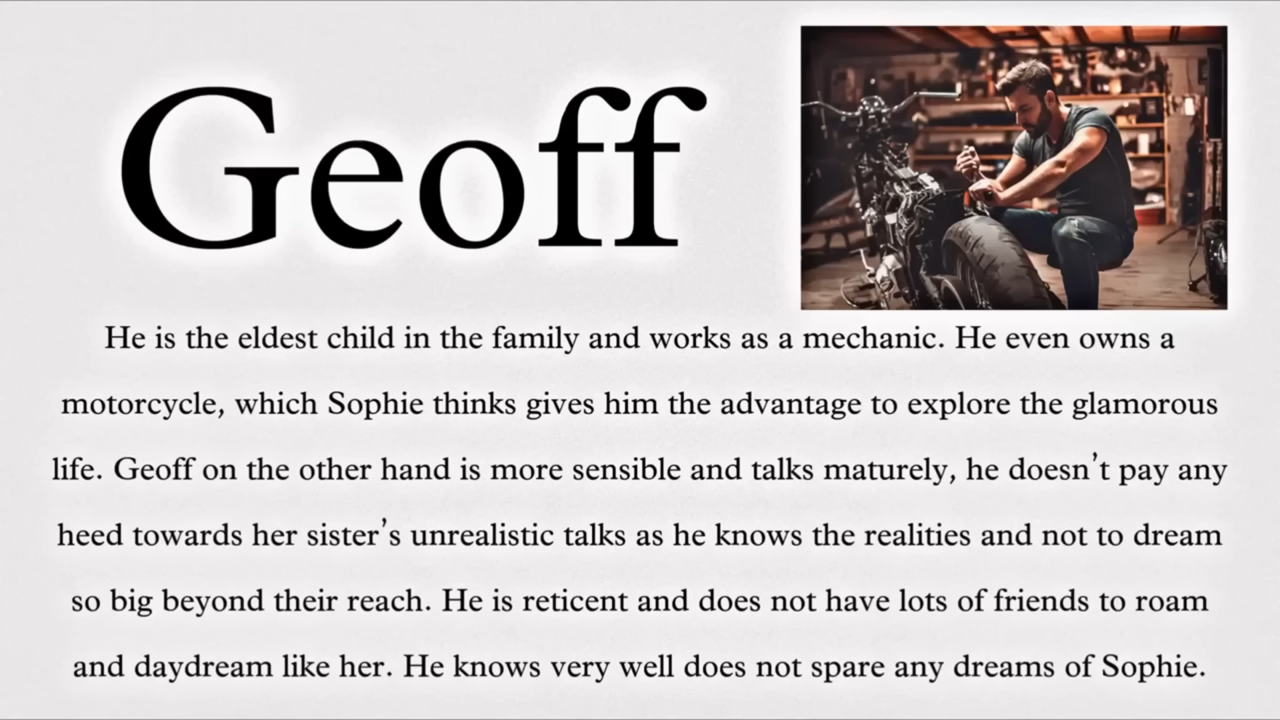 Geoff
He is the eldest child in the family and works as a mechanic. He even owns a
motorcycle, which Sophie thinks gives him the advantage to explore the glamorous
life. Geoff on the other hand is more sensible and talks maturely, he doesn't pay any
heed towards her sister's unrealistic talks as he knows the realities and not to dream
so big beyond their reach. He is reticent and does not have lots of friends to roam
and daydream like her. He knows very well does not spare any dreams of Sophie.